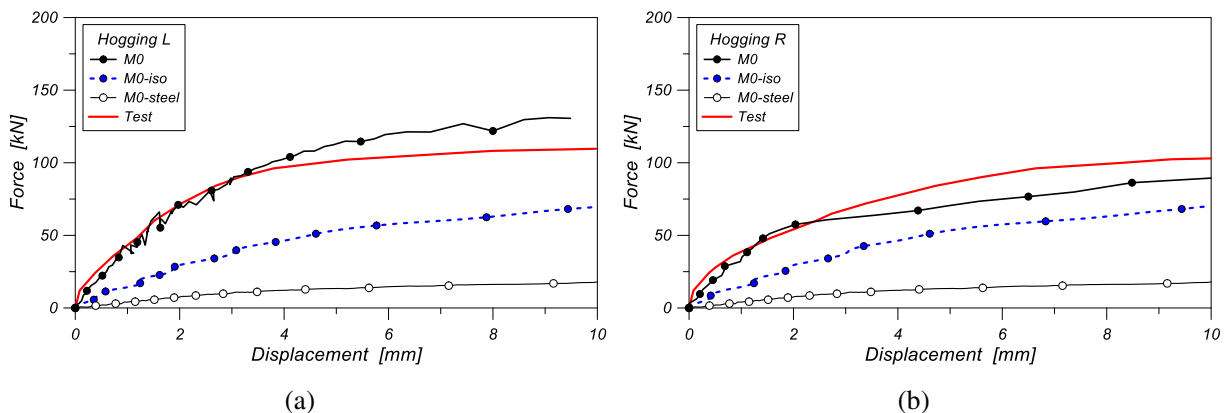 200
150
100
50
0
Force [kN]
Hogging L
M0
M0-iso
M0-steel
Test
0 2 4 6 8 10
Displacement [mm]
(a)
200
150
100
50
0
Force [kN]
Hogging R
M0
M0-iso
M0-steel
Test
0 2 4 6 8 10
Displacement [mm]
(b)